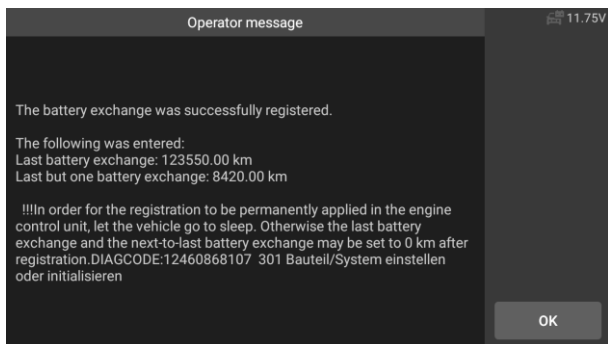 Operator message
11.75V
The battery exchange was successfully registered.
The following was entered:
Last battery exchange: 123550.00 km
Last but one battery exchange: 8420.00 km
!!!In order for the registration to be permanently applied in the engine
control unit, let the vehicle go to sleep. Otherwise the last battery
exchange and the next-to-last battery exchange may be set to 0 km after
registration.DIAGCODE:12460868107  301 Bauteil/System einstellen
oder initialisieren
OK